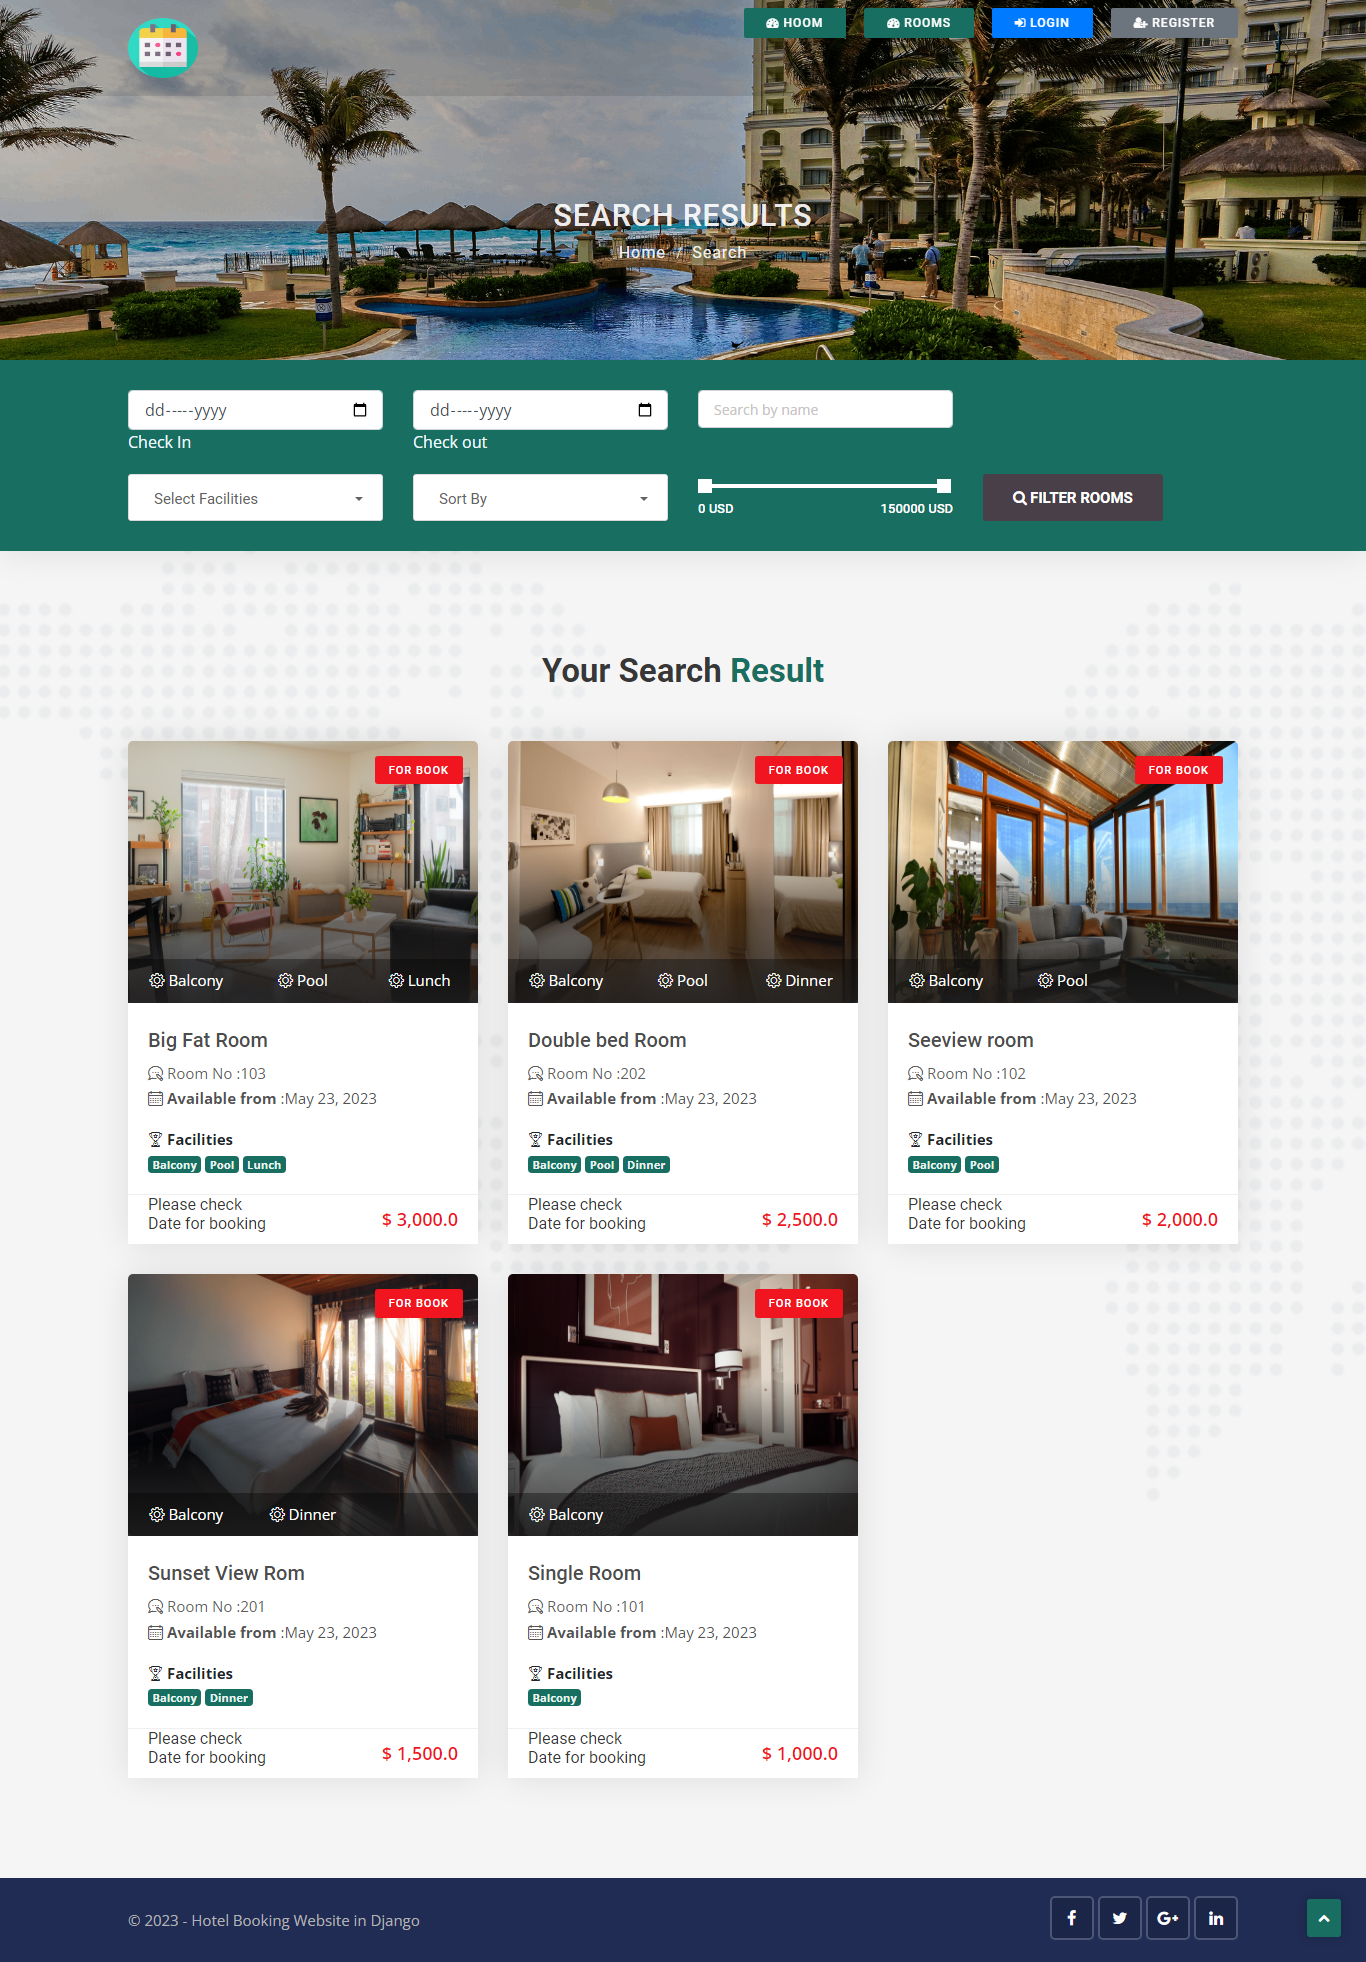 HOOM
ROOMS
LOGIN
REGISTER
SEARCH RESULTS
Home / Search
dd-----yyyy
dd-----yyyy
Search by name
Check In
Check out
Select Facilities
Sort By
0 USD
150000 USD
FILTER ROOMS
Your Search Result
FOR BOOK
Balcony
Pool
Lunch
Big Fat Room
Room No :103
Available from :May 23, 2023
Facilities
Balcony Pool Lunch
Please check
Date for booking
$ 3,000.0
FOR BOOK
Balcony
Pool
Dinner
Double bed Room
Room No :202
Available from :May 23, 2023
Facilities
Balcony Pool Dinner
Please check
Date for booking
$ 2,500.0
FOR BOOK
Balcony
Pool
Seeview room
Room No :102
Available from :May 23, 2023
Facilities
Balcony Pool
Please check
Date for booking
$ 2,000.0
FOR BOOK
Balcony
Dinner
Sunset View Rom
Room No :201
Available from :May 23, 2023
Facilities
Balcony Dinner
Please check
Date for booking
$ 1,500.0
FOR BOOK
Balcony
Single Room
Room No :101
Available from :May 23, 2023
Facilities
Balcony
Please check
Date for booking
$ 1,000.0
© 2023 - Hotel Booking Website in Django